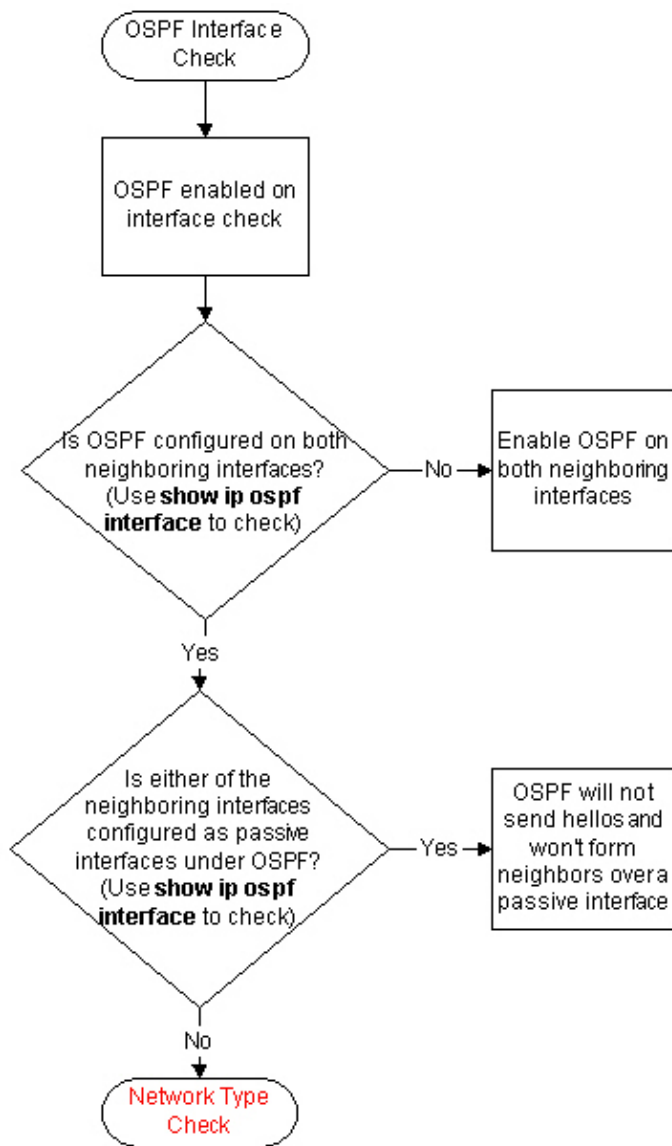 OSPF Interface
Check
OSPF enabled on
interface check
Is OSPF configured on both
neighboring interfaces?
(Use show ip ospf
interface to check)
No
Enable OSPF on
both neighboring
interfaces
Yes
Is either of the
neighboring interfaces
configured as passive
interfaces under OSPF?
(Use show ip ospf
interface to check)
Yes
OSPF will not
send hellos and
won't form
neighbors over a
passive interface
No
Network Type
Check